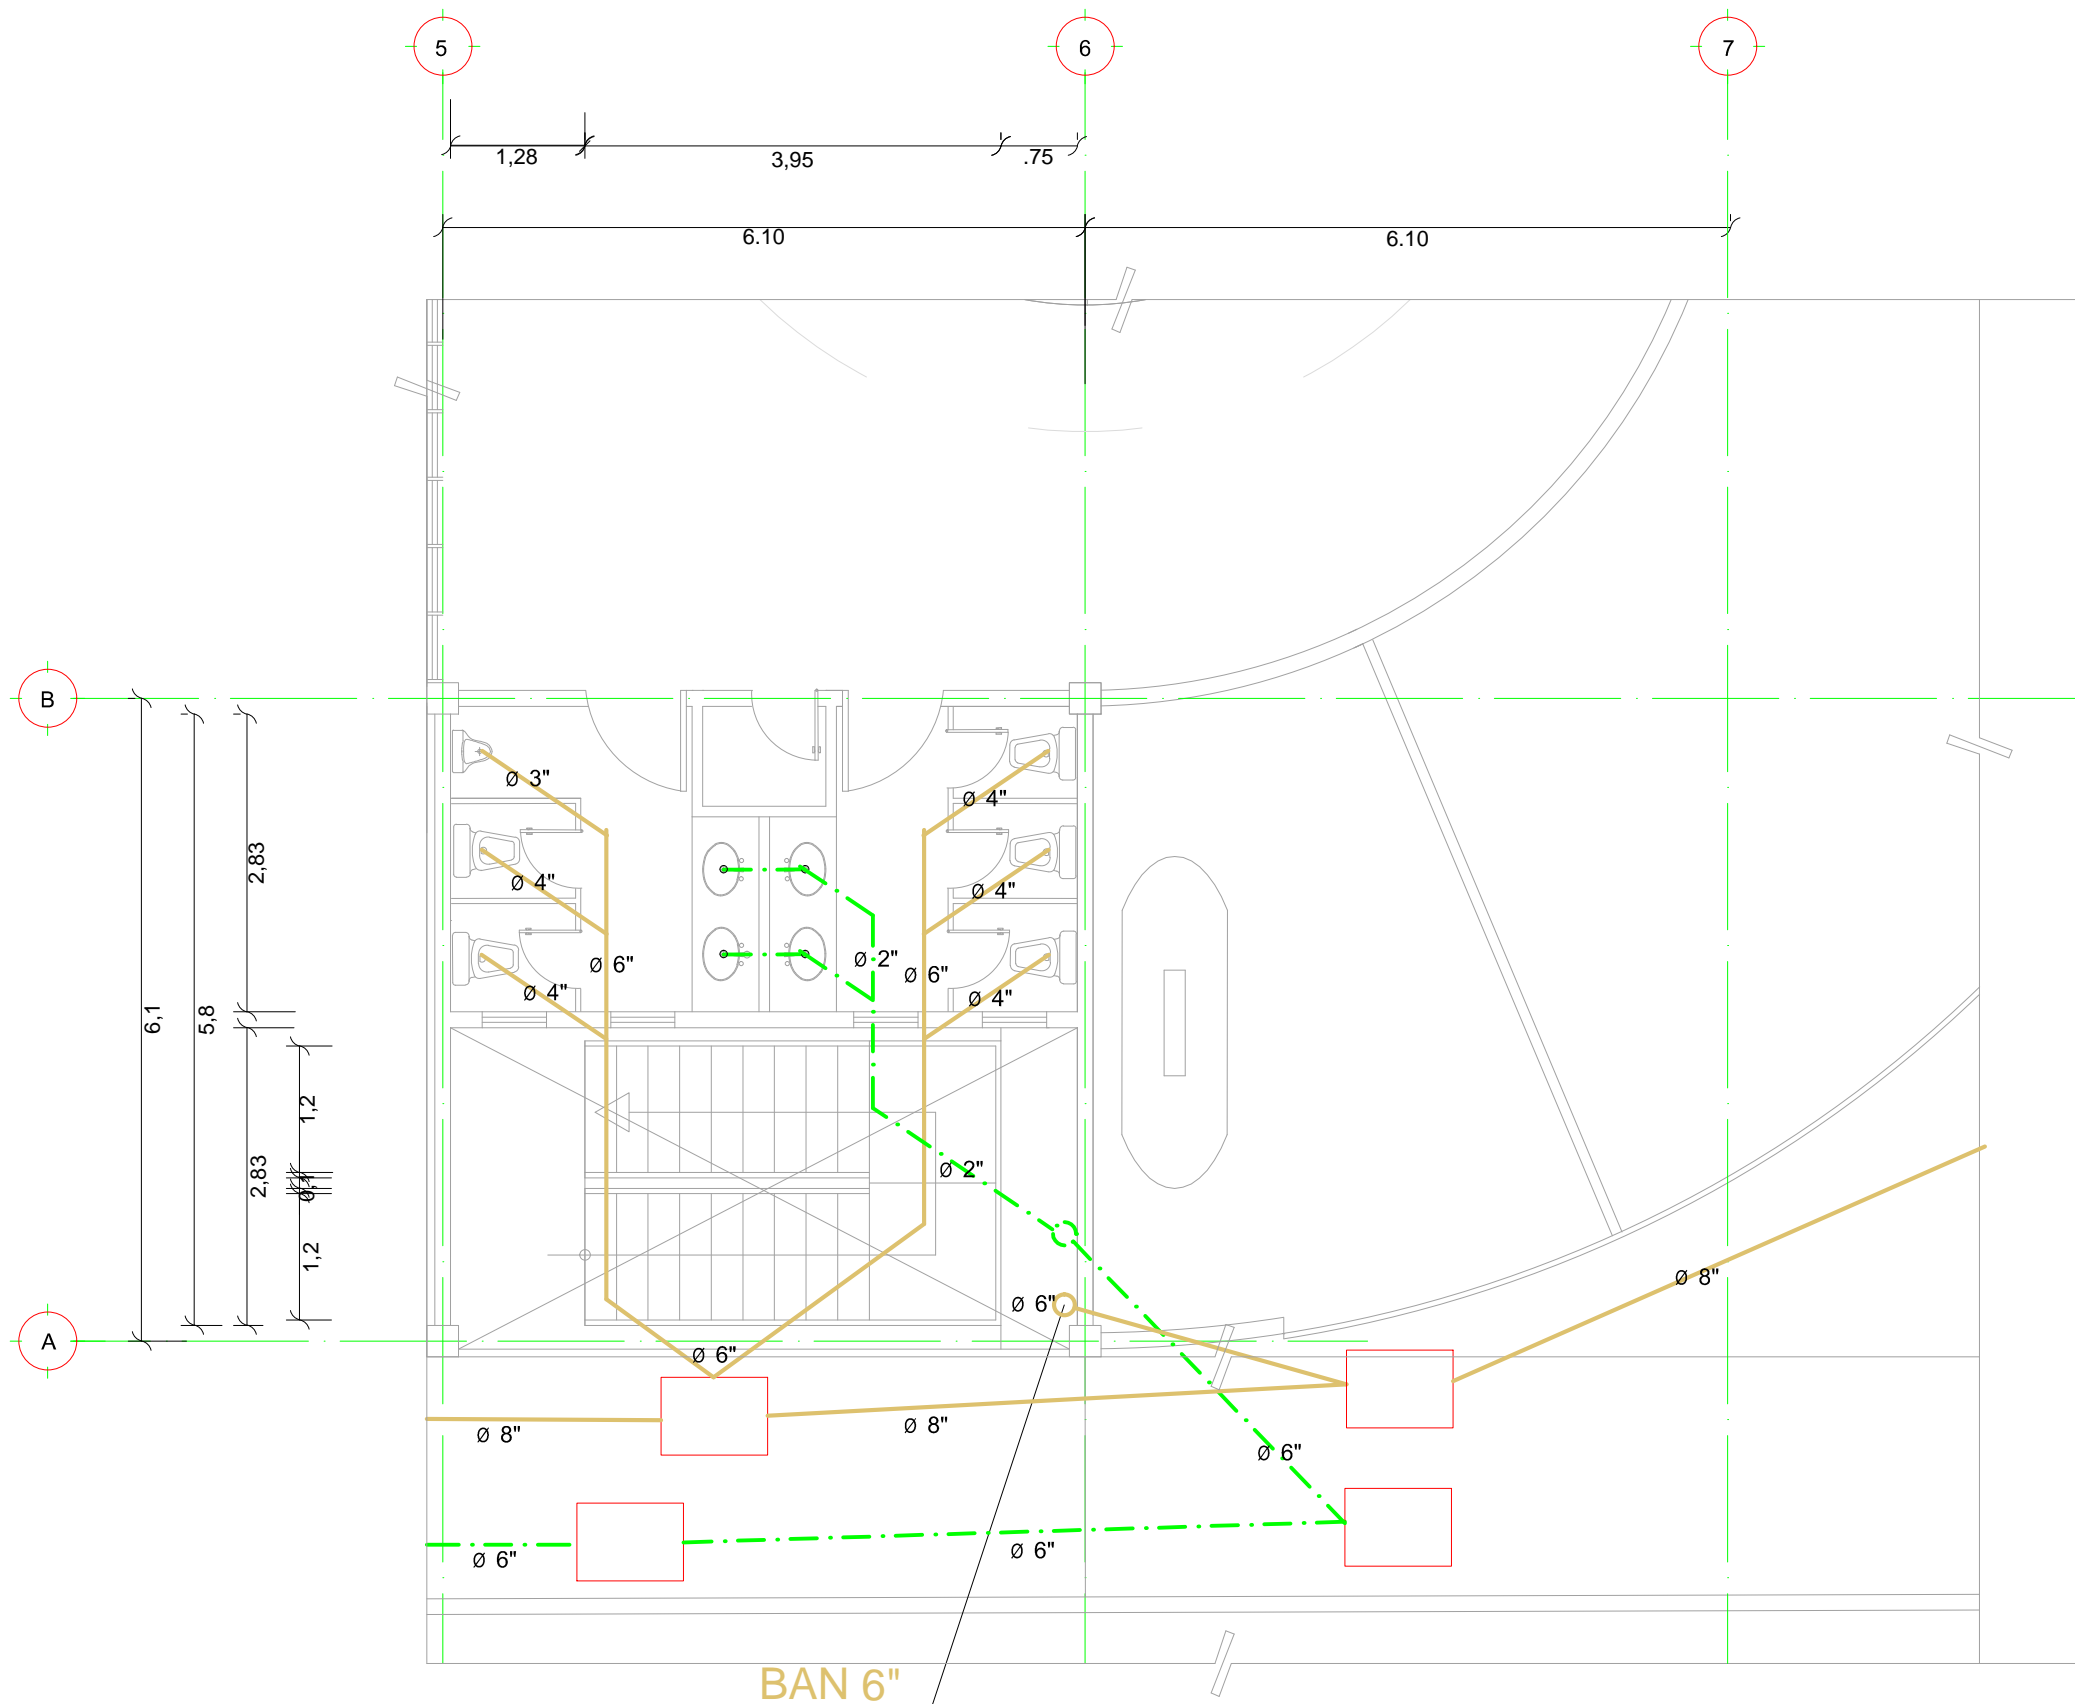 5
6
7
1,28
3,95
.75
6.10
6.10
B
Ø 3"
Ø 4"
Ø 4"
2,83
Ø 4"
Ø 2"
Ø 6"
Ø 6"
Ø 4"
Ø 4"
6,1
5,8
1,2
2,83
Ø 2"
1,2
Ø 8"
Ø 6"
A
Ø 6"
Ø 8"
Ø 8"
Ø 6"
Ø 6"
Ø 6"
BAN 6"